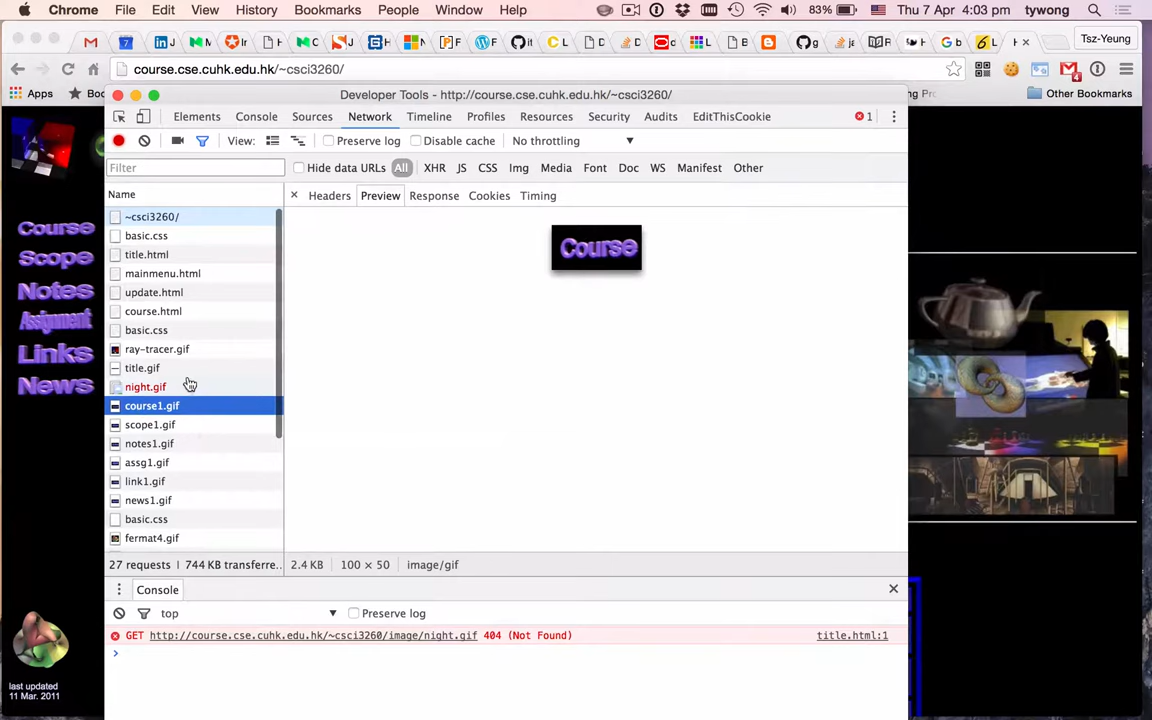 Chrome File Edit View History Bookmarks People Window Help 83% Thu 7 Apr 4:03 pm tywong
Tsz-Yeung
course.cse.cuhk.edu.hk/~csci3260/
Apps Other Bookmarks
Developer Tools - http://course.cse.cuhk.edu.hk/~csci3260/
Elements Console Sources Network Timeline Profiles Resources Security Audits EditThisCookie 1
View: Preserve log Disable cache No throttling
Filter Hide data URLs All XHR JS CSS Img Media Font Doc WS Manifest Other
Name Headers Preview Response Cookies Timing
~csci3260/
basic.css
title.html
mainmenu.html
update.html
course.html
basic.css
ray-tracer.gif
title.gif
night.gif
course1.gif
scope1.gif
notes1.gif
assg1.gif
link1.gif
news1.gif
basic.css
fermat4.gif
Course
27 requests | 744 KB transferre... 2.4 KB 100 × 50 image/gif
Console
top Preserve log
GET http://course.cse.cuhk.edu.hk/~csci3260/image/night.gif 404 (Not Found) title.html:1
>
Course
Scope
Notes
Assignment
Links
News
last updated
11 Mar. 2011